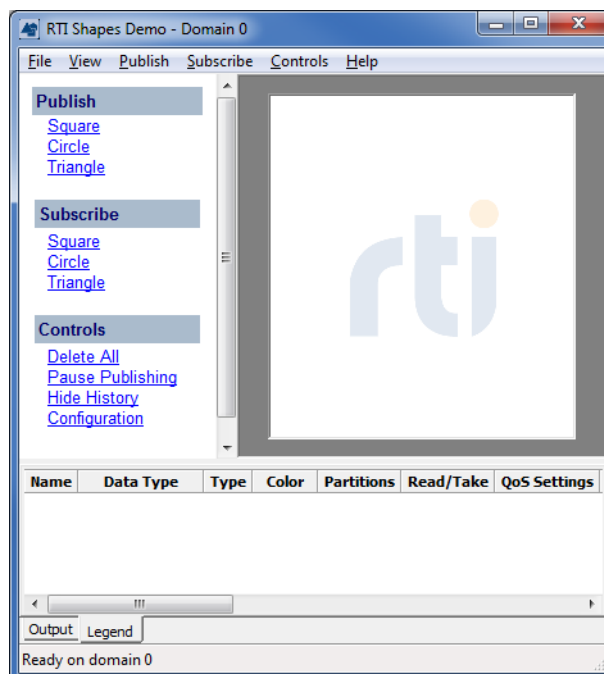 RTI Shapes Demo - Domain 0
File View Publish Subscribe Controls Help
Publish
Square
Circle
Triangle
Subscribe
Square
Circle
Triangle
Controls
Delete All
Pause Publishing
Hide History
Configuration
rti
Name Data Type Type Color Partitions Read/Take QoS Settings
Output Legend
Ready on domain 0